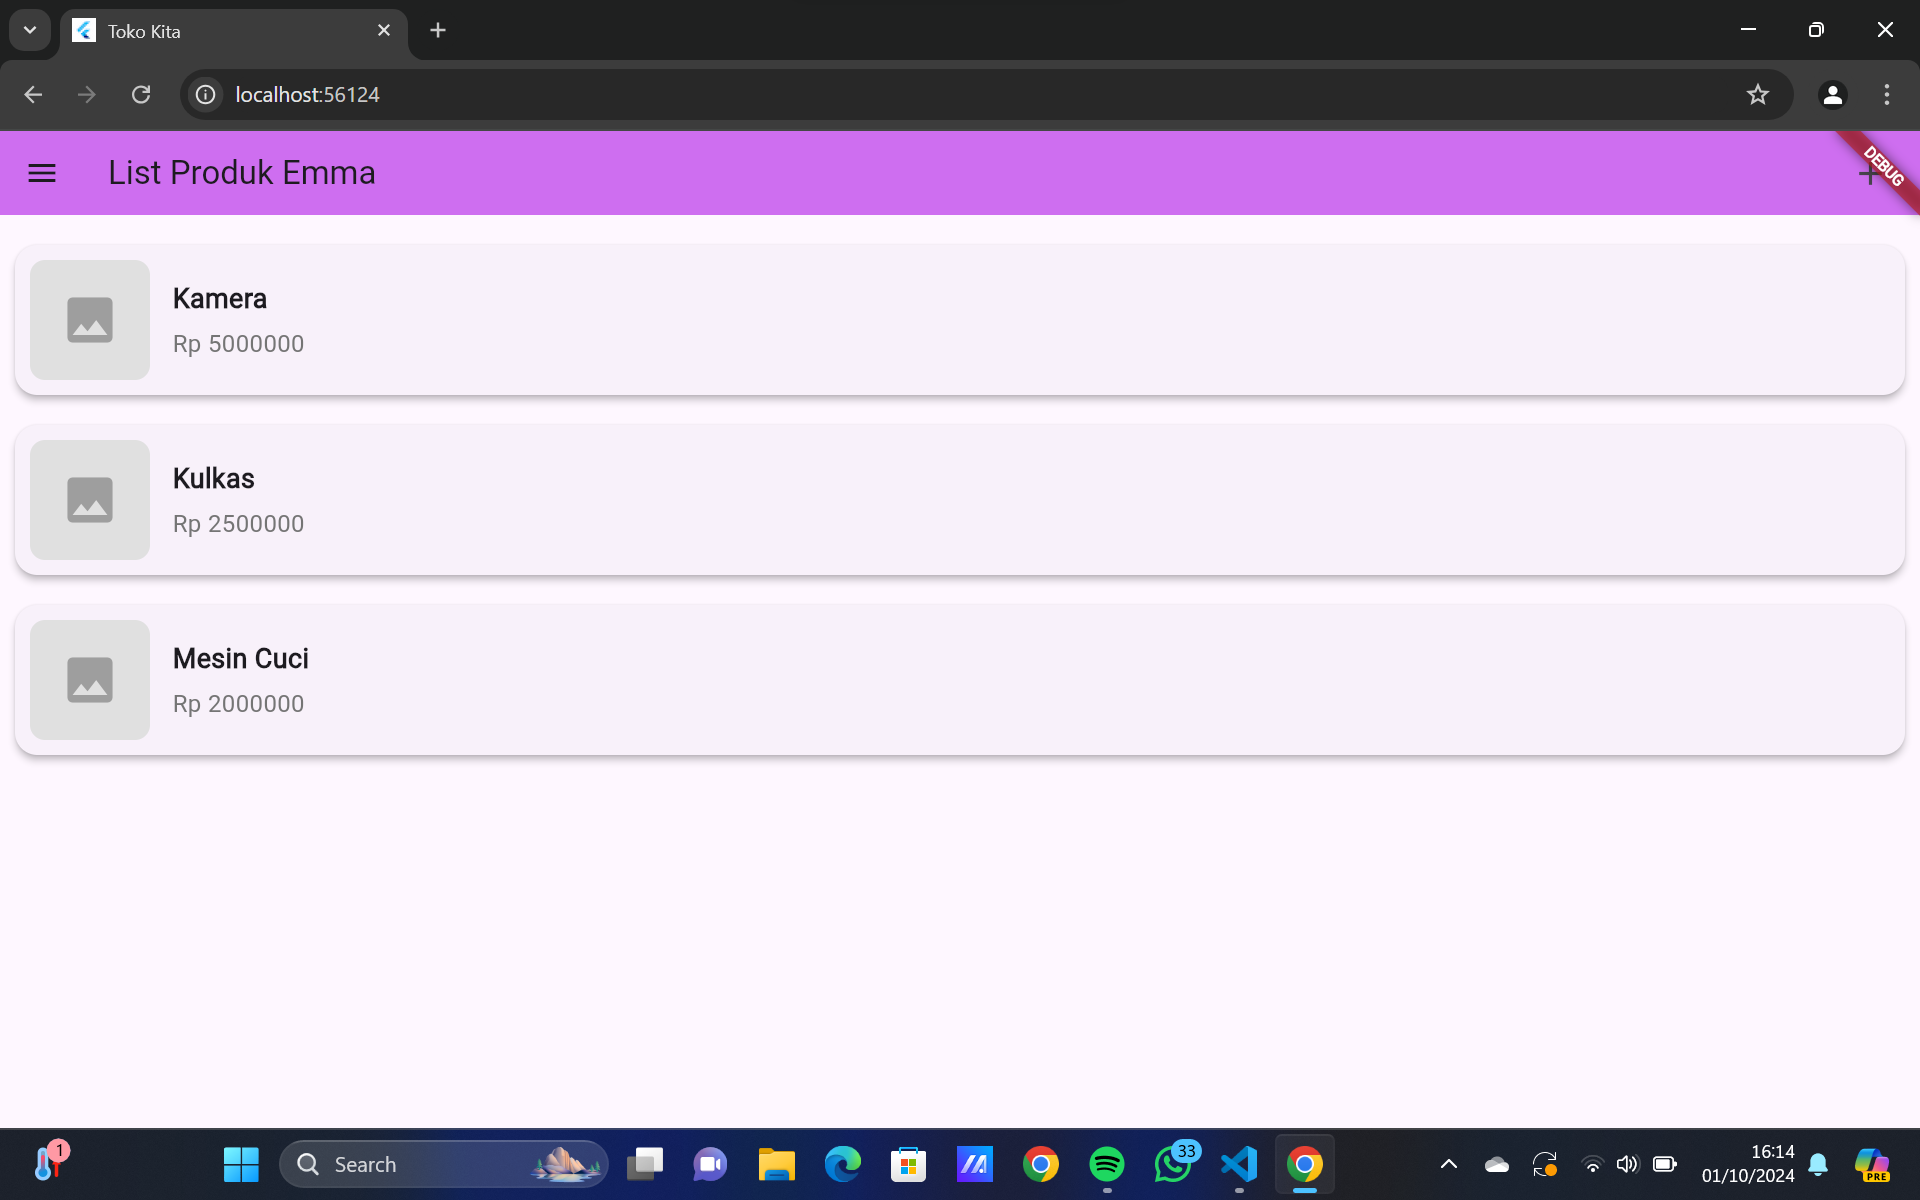 Toko Kita
localhost:56124
List Produk Emma
DEBUG
Kamera
Rp 5000000
Kulkas
Rp 2500000
Mesin Cuci
Rp 2000000
1
Search
33
16:14
01/10/2024
PRE